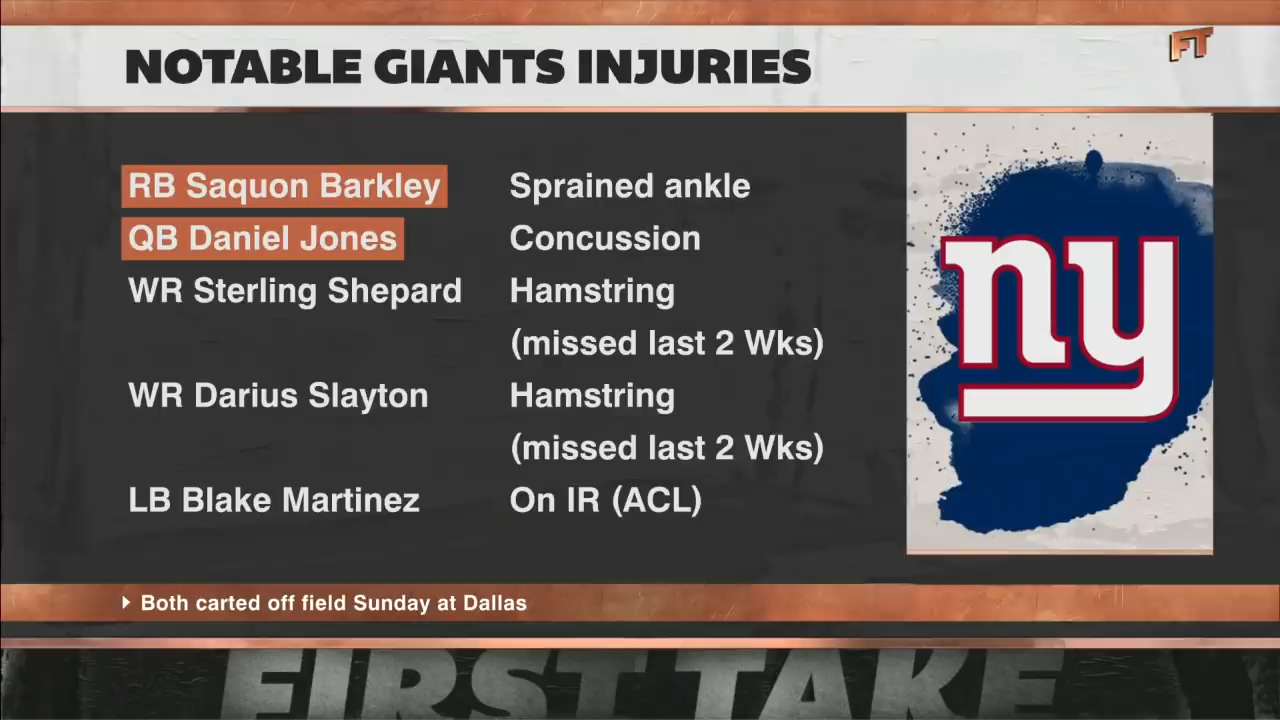 NOTABLE GIANTS INJURIES
FT
RB Saquon Barkley Sprained ankle
QB Daniel Jones Concussion
WR Sterling Shepard Hamstring
(missed last 2 Wks)
WR Darius Slayton Hamstring
(missed last 2 Wks)
LB Blake Martinez On IR (ACL)
ny
Both carted off field Sunday at Dallas
FIRST TAKE